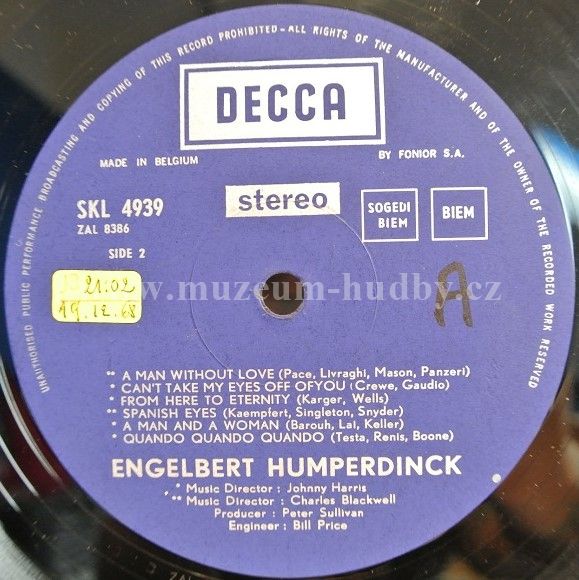 UNAUTHORISED PUBLIC PERFORMANCE BROADCASTING AND COPYING OF THIS RECORD PROHIBITED-ALL RIGHTS OF THE MANUFACTURER AND OF THE OWNER OF THE RECORDED WORK RESERVED
DECCA
MADE IN BELGIUM
BY FONIOR S.A.
SKL 4939
ZAL 8386
stereo
SOGEDI
BIEM
BIEM
SIDE 2
21:02
19.12.68
www.muzeum-hudby.cz
A
** A MAN WITHOUT LOVE (Pace, Livraghi, Mason, Panzeri)
* CAN'T TAKE MY EYES OFF OFYOU (Crewe, Gaudio)
* FROM HERE TO ETERNITY (Karger, Wells)
** SPANISH EYES (Kaempfert, Singleton, Snyder)
* A MAN AND A WOMAN (Barouh, Lai, Keller)
* QUANDO QUANDO QUANDO (Testa, Renis, Boone)
ENGELBERT HUMPERDINCK
* Music Director : Johnny Harris
** Music Director : Charles Blackwell
Producer : Peter Sullivan
Engineer : Bill Price